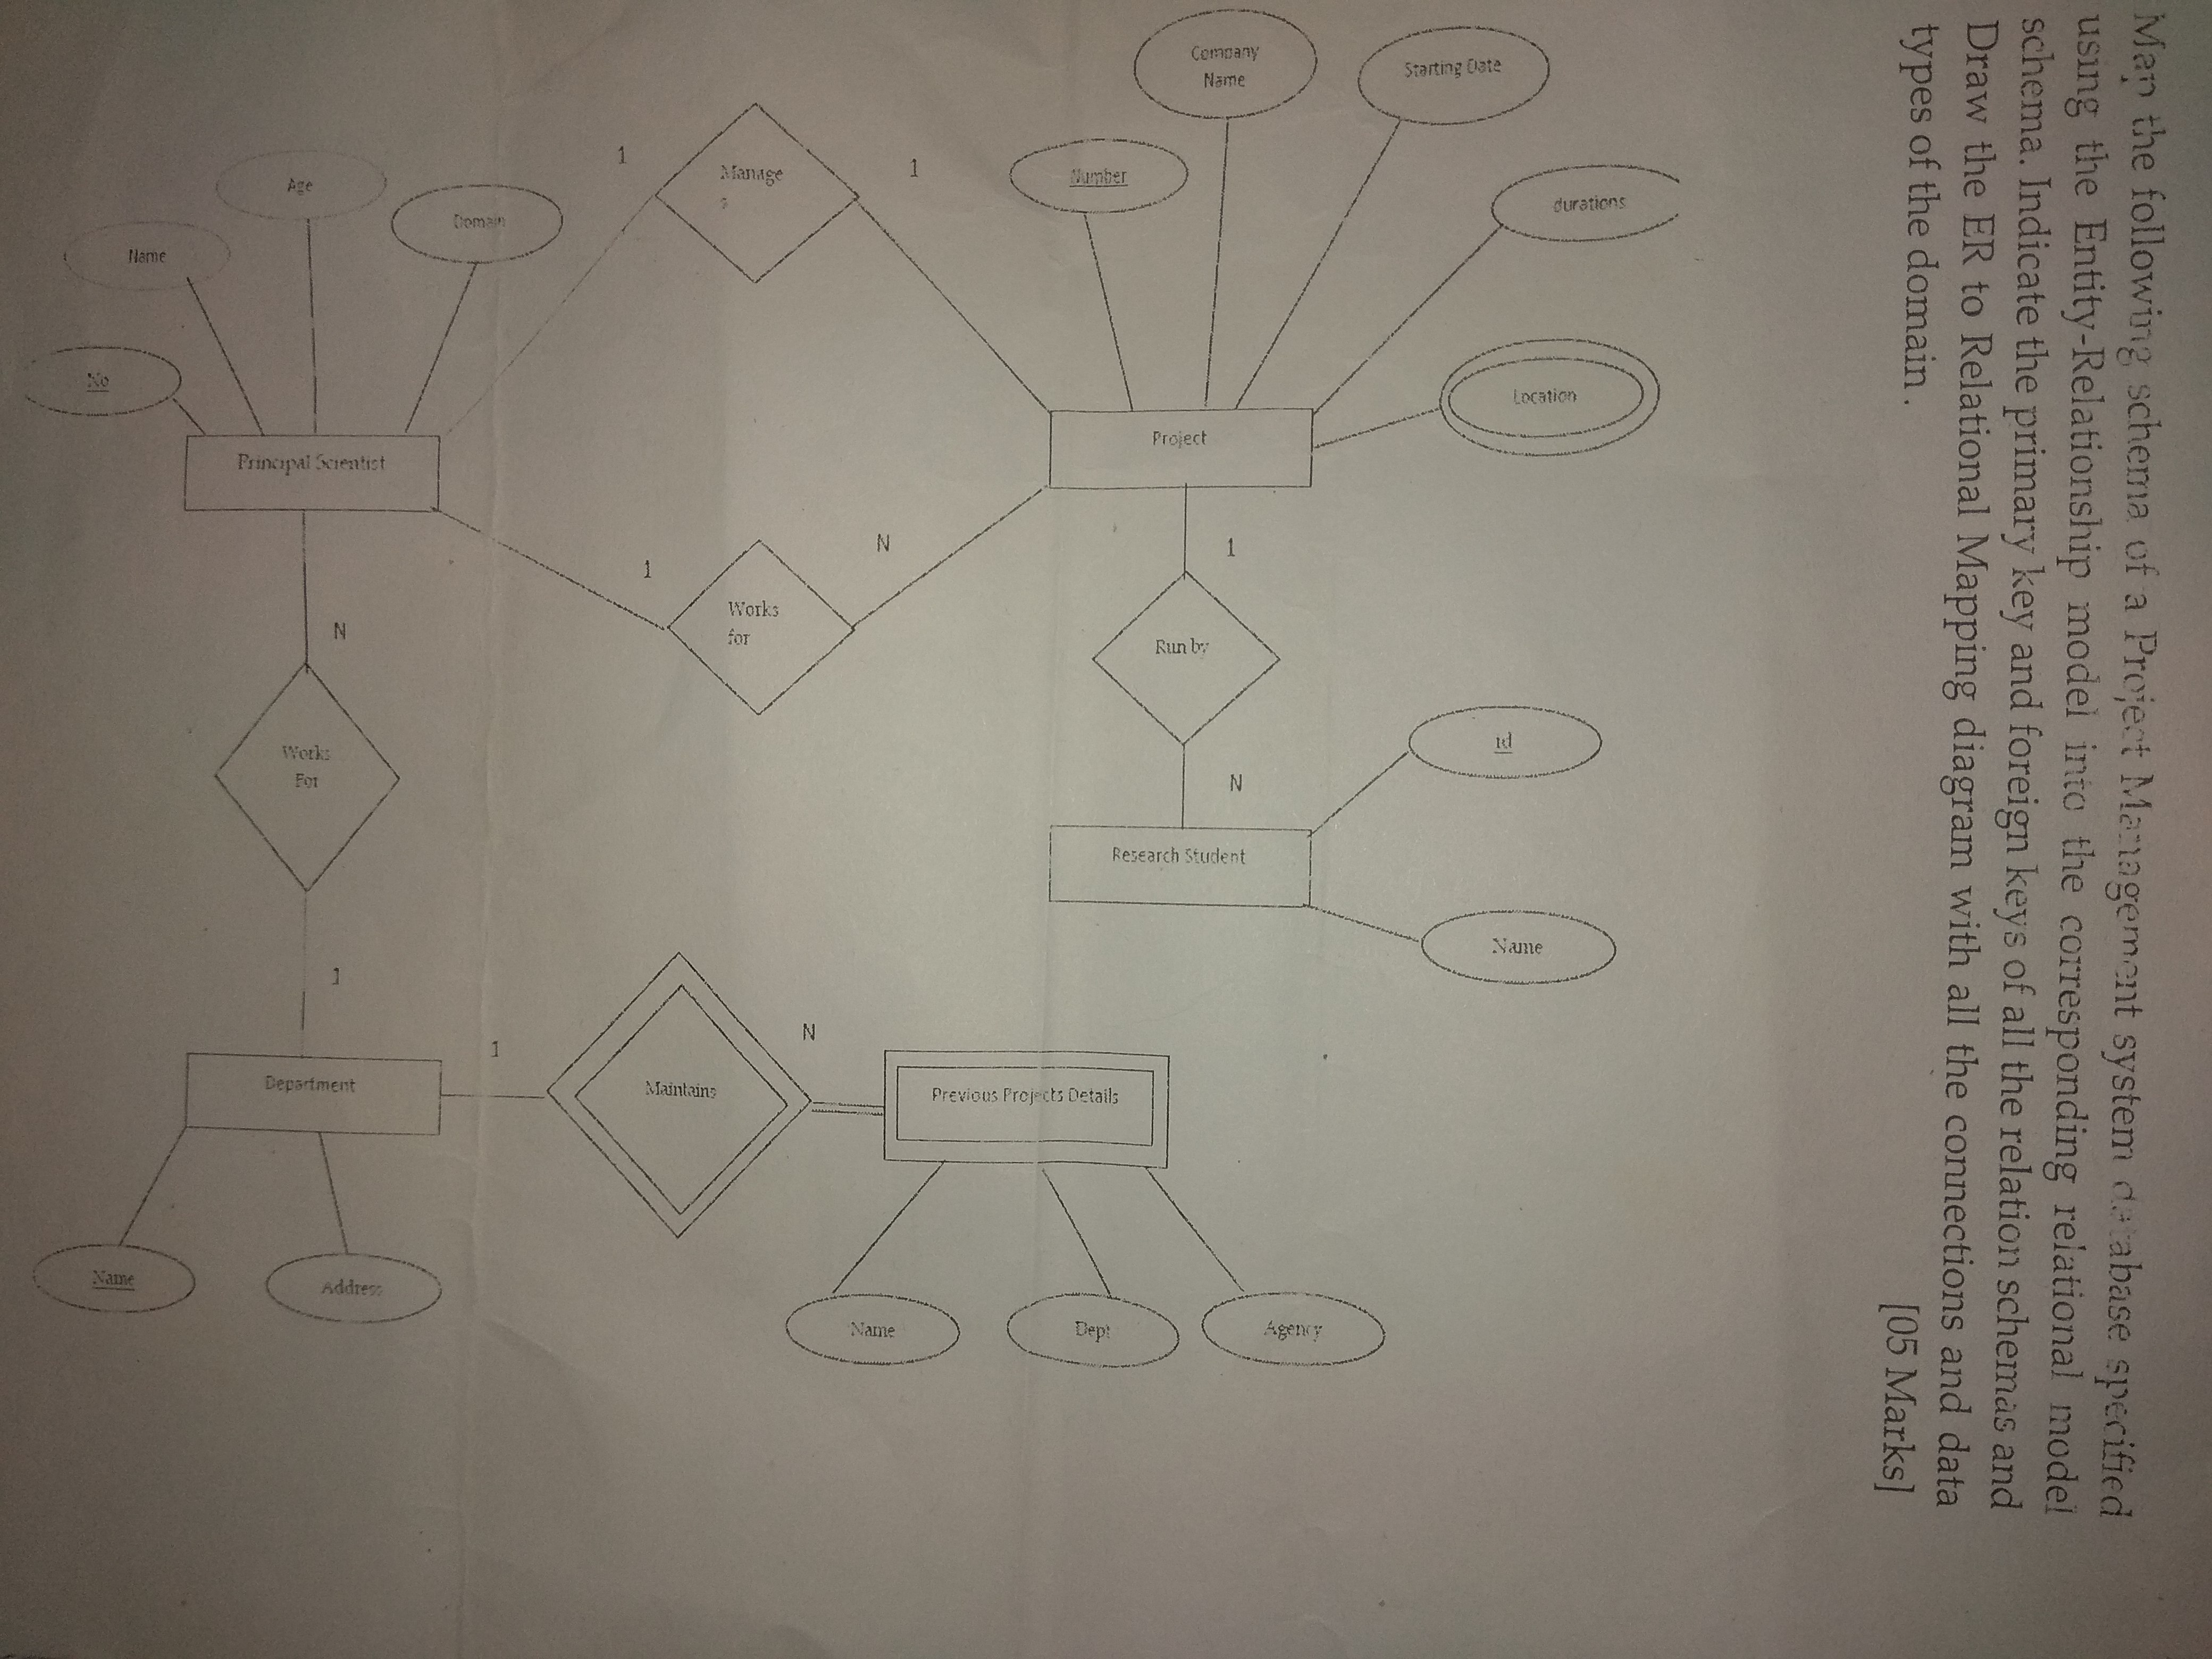 Map the following schema of a Project Management system database specified
using the Entity-Relationship model into the corresponding relational model
schema. Indicate the primary key and foreign keys of all the relation schemas and
Draw the ER to Relational Mapping diagram with all the connections and data
types of the domain.
[05 Marks]
Company
Name
Starting Date
Number
durations
Location
Manage
s
1
1
Age
Domain
Name
No
Principal Scientist
Project
1
Works
for
N
1
Run by
N
N
Works
For
1
id
Research Student
Name
Department
1
Maintains
N
Previous Projects Details
Name
Address
Name
Dept
Agency